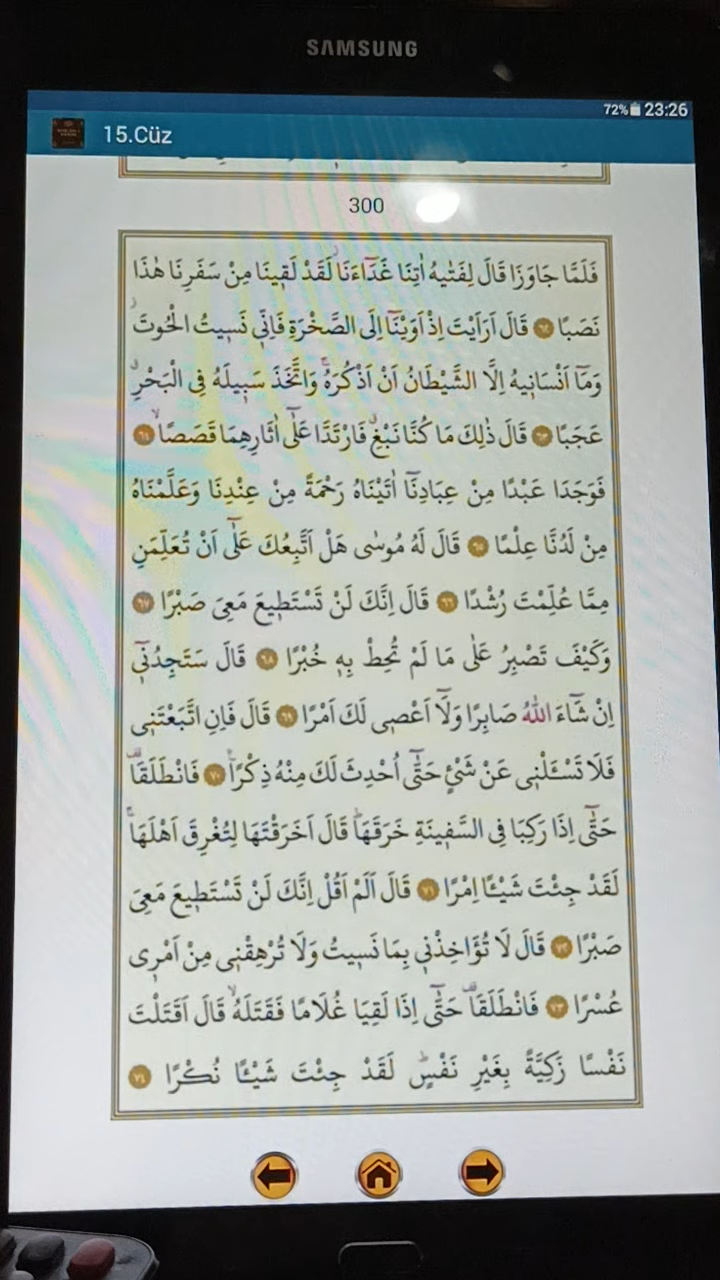 SAMSUNG
72% 23:26
15.Cüz
300
فَلَمَّا جَاوَزَا قَالَ لِفَتٰيهُ اٰتِنَا غَدَٓاءَنَاۘ لَقَدْ لَقٖينَا مِنْ سَفَرِنَا هٰذَا
نَصَبًا ﴿٦٢﴾ قَالَ اَرَاَيْتَ اِذْ اَوَيْنَٓا اِلَى الصَّخْرَةِ فَاِنّٖى نَسٖيتُ الْحُوتَۘ
وَمَٓا اَنْسَانٖيهُ اِلَّا الشَّيْطَانُ اَنْ اَذْكُرَهُۚ وَاتَّخَذَ سَبٖيلَهُ فِى الْبَحْرِۗ
عَجَبًا ﴿٦٣﴾ قَالَ ذٰلِكَ مَا كُنَّا نَبْغِۗ فَارْتَدَّا عَلٰٓى اٰثَارِهِمَا قَصَصًاۙ ﴿٦٤﴾
فَوَجَدَا عَبْدًا مِنْ عِبَادِنَٓا اٰتَيْنَاهُ رَحْمَةً مِنْ عِنْدِنَا وَعَلَّمْنَاهُ
مِنْ لَدُنَّا عِلْمًا ﴿٦٥﴾ قَالَ لَهُ مُوسٰى هَلْ اَتَّبِعُكَ عَلٰٓى اَنْ تُعَلِّمَنِ
مِمَّا عُلِّمْتَ رُشْدًا ﴿٦٦﴾ قَالَ اِنَّكَ لَنْ تَسْتَطٖيعَ مَعِىَ صَبْرًا ﴿٦٧﴾
وَكَيْفَ تَصْبِرُ عَلٰى مَا لَمْ تُحِطْ بِهٖ خُبْرًا ﴿٦٨﴾ قَالَ سَتَجِدُنٖٓى
اِنْ شَٓاءَ اللّٰهُ صَابِرًا وَلَٓا اَعْصٖى لَكَ اَمْرًا ﴿٦٩﴾ قَالَ فَاِنِ اتَّبَعْتَنٖى
فَلَا تَسْـَٔلْنٖى عَنْ شَىْءٍ حَتّٰٓى اُحْدِثَ لَكَ مِنْهُ ذِكْرًاۚ ﴿٧٠﴾ فَانْطَلَقَا۠
حَتّٰٓى اِذَا رَكِبَا فِى السَّفٖينَةِ خَرَقَهَاۜ قَالَ اَخَرَقْتَهَا لِتُغْرِقَ اَهْلَهَاۚ
لَقَدْ جِئْتَ شَيْـًٔا اِمْرًا ﴿٧١﴾ قَالَ اَلَمْ اَقُلْ اِنَّكَ لَنْ تَسْتَطٖيعَ مَعِىَ
صَبْرًا ﴿٧٢﴾ قَالَ لَا تُؤَاخِذْنٖى بِمَا نَسٖيتُ وَلَا تُرْهِقْنٖى مِنْ اَمْرٖى
عُسْرًا ﴿٧٣﴾ فَانْطَلَقَا۠ حَتّٰٓى اِذَا لَقِيَا غُلَامًا فَقَتَلَهُۙ قَالَ اَقَتَلْتَ
نَفْسًا زَكِيَّةً بِغَيْرِ نَفْسٍۜ لَقَدْ جِئْتَ شَيْـًٔا نُكْرًا ﴿٧٤﴾